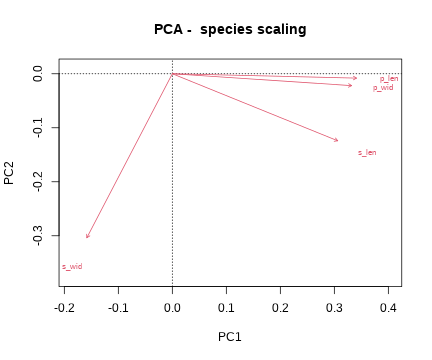 PCA -  species scaling
0.0
-0.1
-0.2
-0.3
PC2
p_len
p_wid
s_len
s_wid
-0.2 -0.1 0.0 0.1 0.2 0.3 0.4
PC1